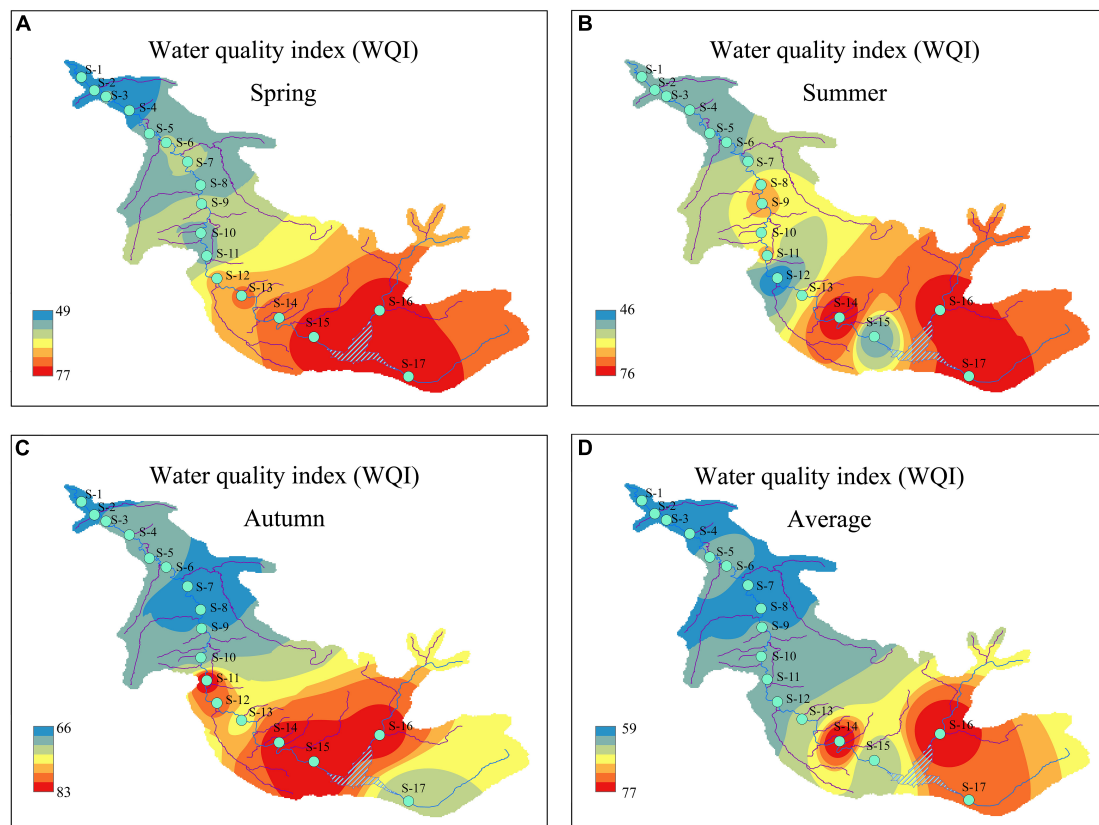 A
Water quality index (WQI)
Spring
S-1
S-2
S-3
S-4
S-5
S-6
S-7
S-8
S-9
S-10
S-11
S-12
S-13
S-14
S-15
S-16
S-17
49
77
B
Water quality index (WQI)
Summer
S-1
S-2
S-3
S-4
S-5
S-6
S-7
S-8
S-9
S-10
S-11
S-12
S-13
S-14
S-15
S-16
S-17
46
76
C
Water quality index (WQI)
Autumn
S-1
S-2
S-3
S-4
S-5
S-6
S-7
S-8
S-9
S-10
S-11
S-12
S-13
S-14
S-15
S-16
S-17
66
83
D
Water quality index (WQI)
Average
S-1
S-2
S-3
S-4
S-5
S-6
S-7
S-8
S-9
S-10
S-11
S-12
S-13
S-14
S-15
S-16
S-17
59
77